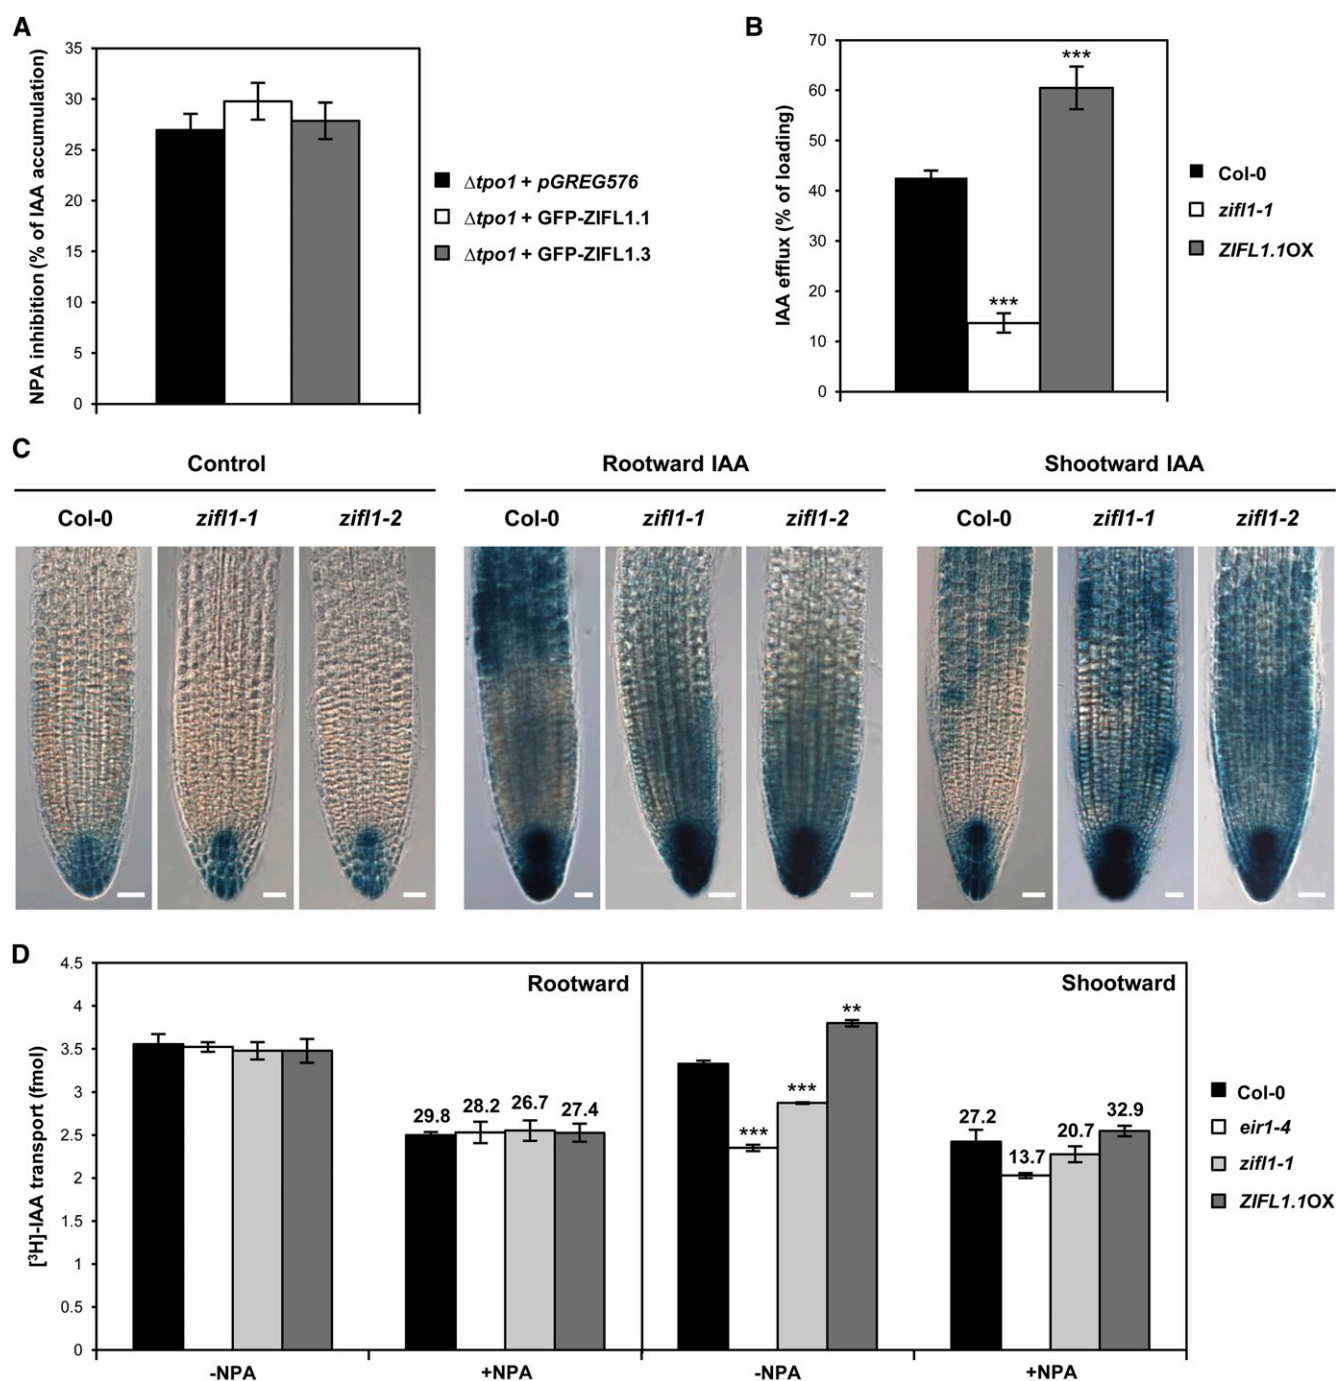 A
NPA inhibition (% of IAA accumulation)
35
30
25
20
15
10
5
0
Δtpo1 + pGREG576
Δtpo1 + GFP-ZIFL1.1
Δtpo1 + GFP-ZIFL1.3
B
IAA efflux (% of loading)
70
60
50
40
30
20
10
0
***
***
Col-0
zifl1-1
ZIFL1.1OX
C
Control
Rootward IAA
Shootward IAA
Col-0 zifl1-1 zifl1-2
Col-0 zifl1-1 zifl1-2
Col-0 zifl1-1 zifl1-2
D
[³H]-IAA transport (fmol)
4.5
4
3.5
3
2.5
2
1.5
1
0.5
0
Rootward
Shootward
29.8 28.2 26.7 27.4
*** *** **
27.2 13.7 20.7 32.9
-NPA +NPA -NPA +NPA
Col-0
eir1-4
zifl1-1
ZIFL1.1OX